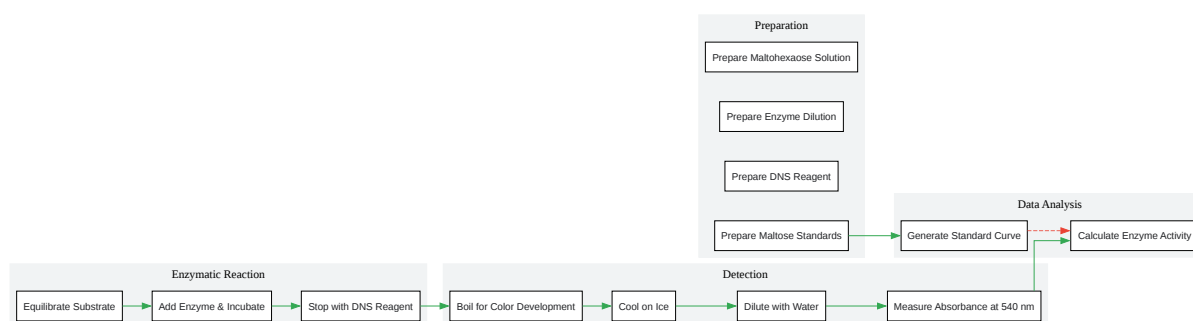 Preparation
Prepare Maltohexaose Solution
Prepare Enzyme Dilution
Prepare DNS Reagent
Prepare Maltose Standards
Data Analysis
Generate Standard Curve
Calculate Enzyme Activity
Enzymatic Reaction
Equilibrate Substrate
Add Enzyme & Incubate
Stop with DNS Reagent
Detection
Boil for Color Development
Cool on Ice
Dilute with Water
Measure Absorbance at 540 nm